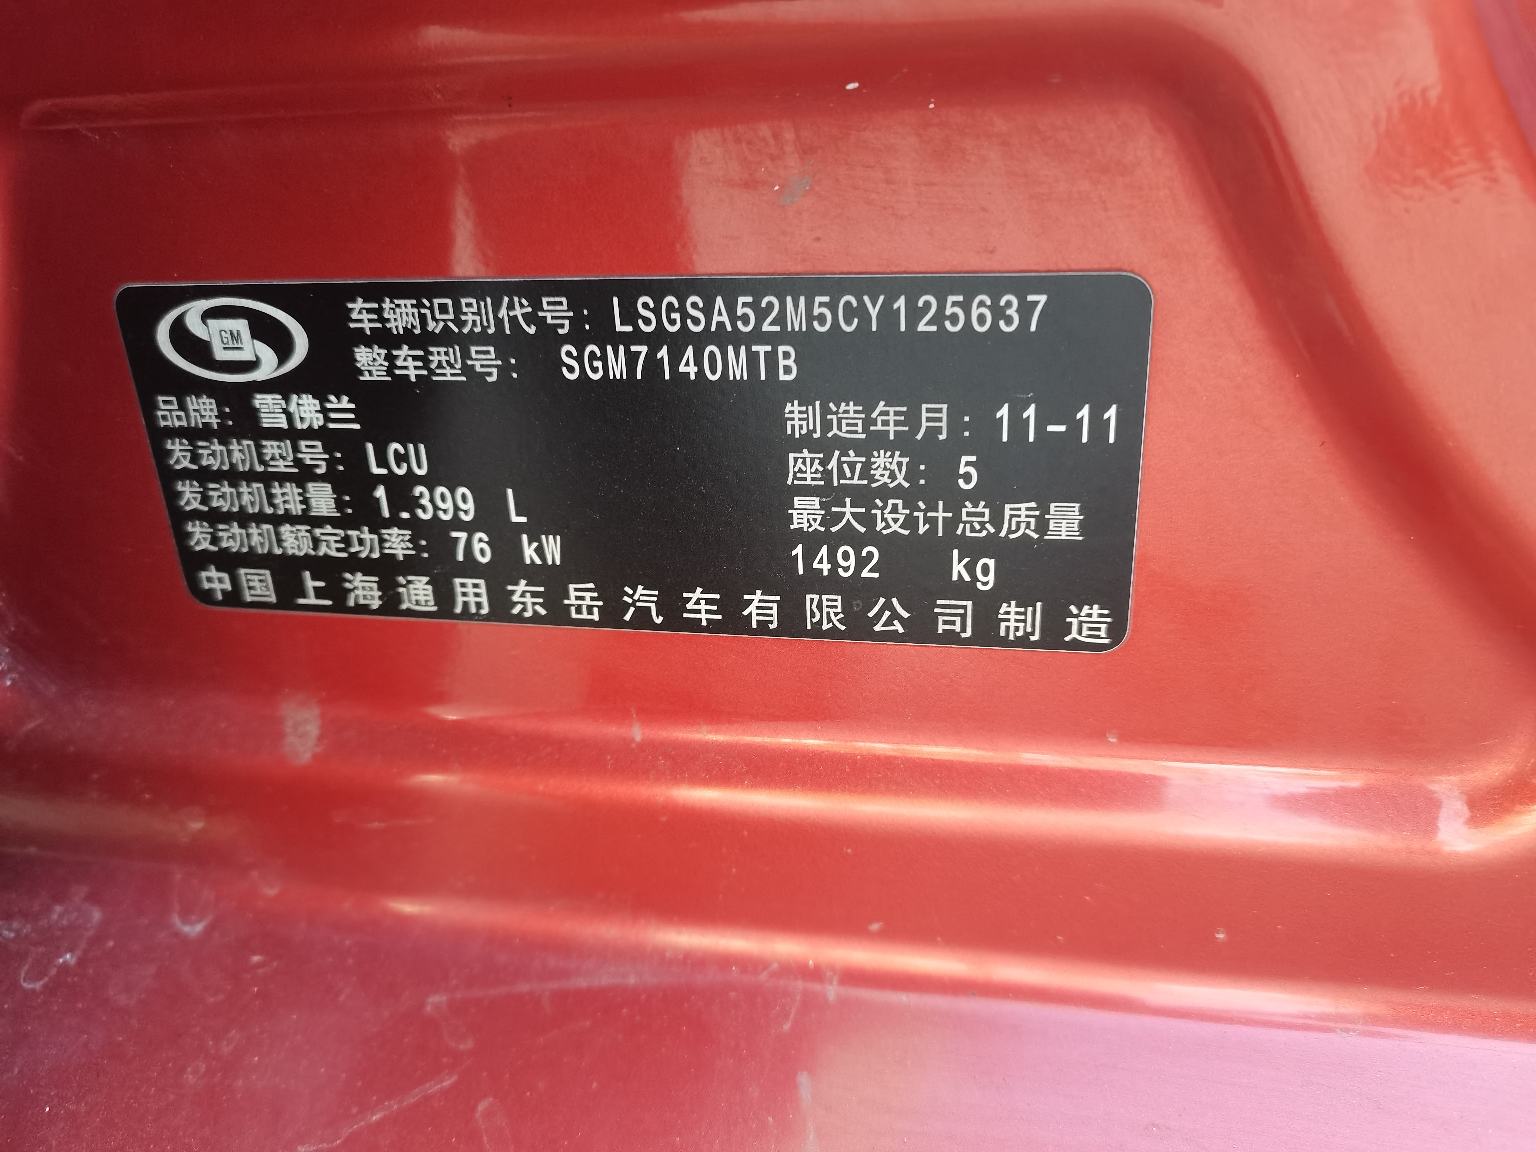 GM
车辆识别代号: LSGSA52M5CY125637
整车型号: SGM7140MTB
品牌: 雪佛兰
制造年月: 11-11
发动机型号: LCU
座位数: 5
发动机排量: 1.399 L
最大设计总质量
发动机额定功率: 76 kW
1492 kg
中国上海通用东岳汽车有限公司制造